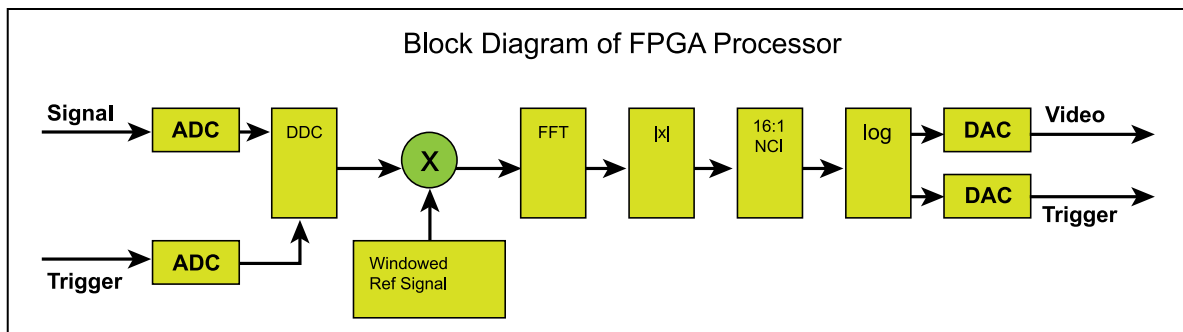 Block Diagram of FPGA Processor
Signal
ADC
DDC
X
FFT
|x|
16:1
NCI
log
DAC
Video
Trigger
ADC
Windowed
Ref Signal
DAC
Trigger